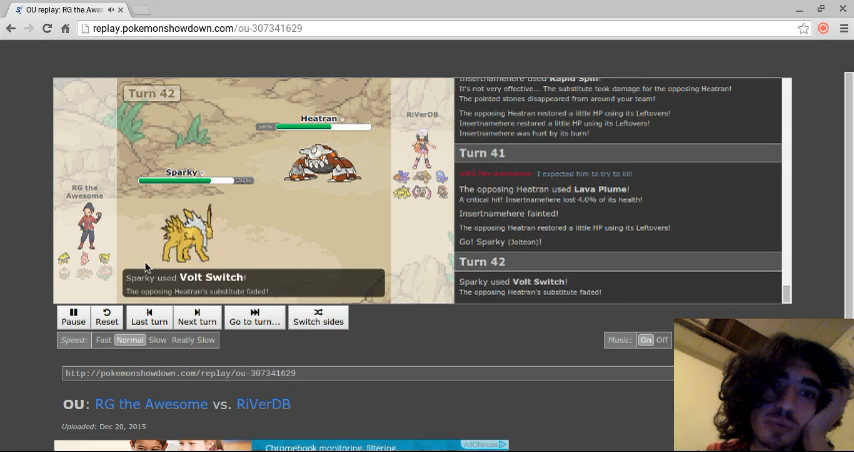 OU replay: RG the Awes
replay.pokemonshowdown.com/ou-307341629
Turn 42
Heatran
58%
Sparky
RG the
Awesome
RiVerDB
Sparky used Volt Switch!
The opposing Heatran's substitute faded!
Insertnamehere used Rapid Spin!
It's not very effective... The substitute took damage for the opposing Heatran!
The pointed stones disappeared from around your team!
The opposing Heatran restored a little HP using its Leftovers!
Insertnamehere restored a little HP using its Leftovers!
Insertnamehere was hurt by its burn!
Turn 41
I expected him to try to kill
The opposing Heatran used Lava Plume!
A critical hit! Insertnamehere lost 4.0% of its health!
Insertnamehere fainted!
The opposing Heatran restored a little HP using its Leftovers!
Go! Sparky (Jolteon)!
Turn 42
Sparky used Volt Switch!
The opposing Heatran's substitute faded!
Pause
Reset
Last turn
Next turn
Go to turn...
Switch sides
Speed: Fast Normal Slow Really Slow
Music: On Off
http://pokemonshowdown.com/replay/ou-307341629
OU: RG the Awesome vs. RiVerDB
Uploaded: Dec 20, 2015
Chromebook monitoring, filtering,
AdChoices